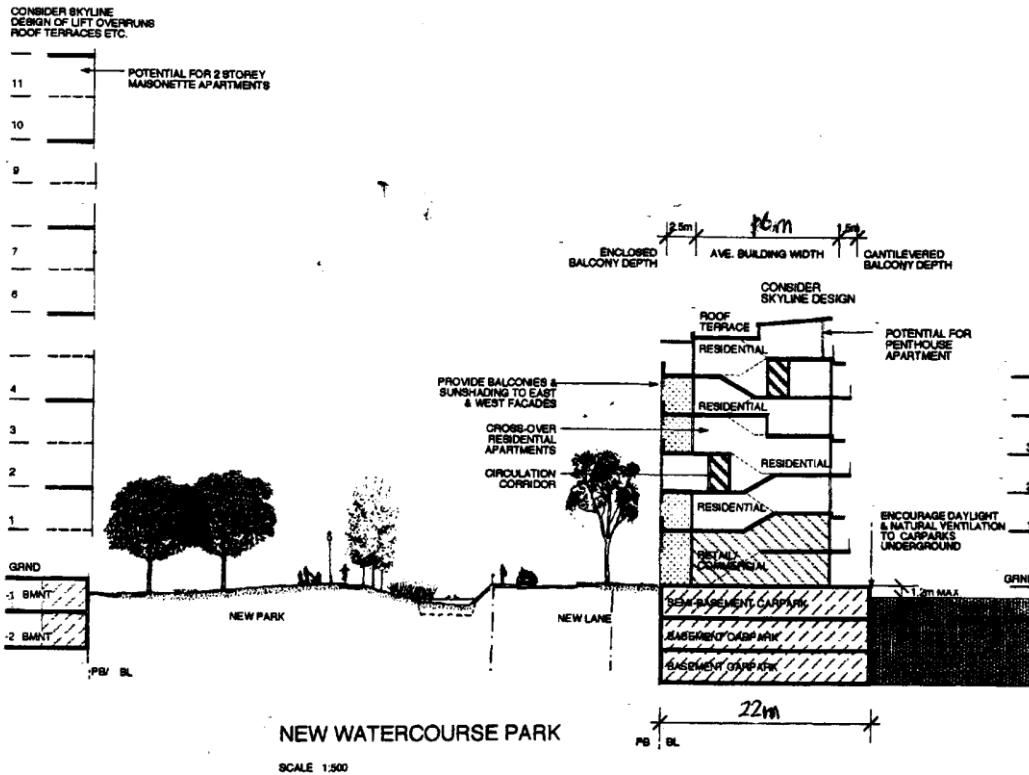 CONSIDER SKYLINE
DESIGN OF LIFT OVERRUNS
ROOF TERRACES ETC.
POTENTIAL FOR 2 STOREY
MAISONETTE APARTMENTS
11
10
9
7
6
4
3
2
1
GRND
-1 BMNT
-2 BMNT
PB/ BL
NEW PARK
NEW LANE
2.5m
16m
1.5m
ENCLOSED
BALCONY DEPTH
AVE. BUILDING WIDTH
CANTILEVERED
BALCONY DEPTH
CONSIDER
SKYLINE DESIGN
ROOF
TERRACE
RESIDENTIAL
POTENTIAL FOR
PENTHOUSE
APARTMENT
PROVIDE BALCONIES &
SUNSHADING TO EAST
& WEST FACADES
RESIDENTIAL
CROSS-OVER
RESIDENTIAL
APARTMENTS
RESIDENTIAL
CIRCULATION
CORRIDOR
RESIDENTIAL
RETAIL/
COMMERCIAL
ENCOURAGE DAYLIGHT
& NATURAL VENTILATION
TO CARPARKS
UNDERGROUND
3
2
GRND
1.2m MAX
SEMI-BASEMENT CARPARK
BASEMENT CARPARK
BASEMENT CARPARK
22m
PB BL
NEW WATERCOURSE PARK
SCALE 1:500